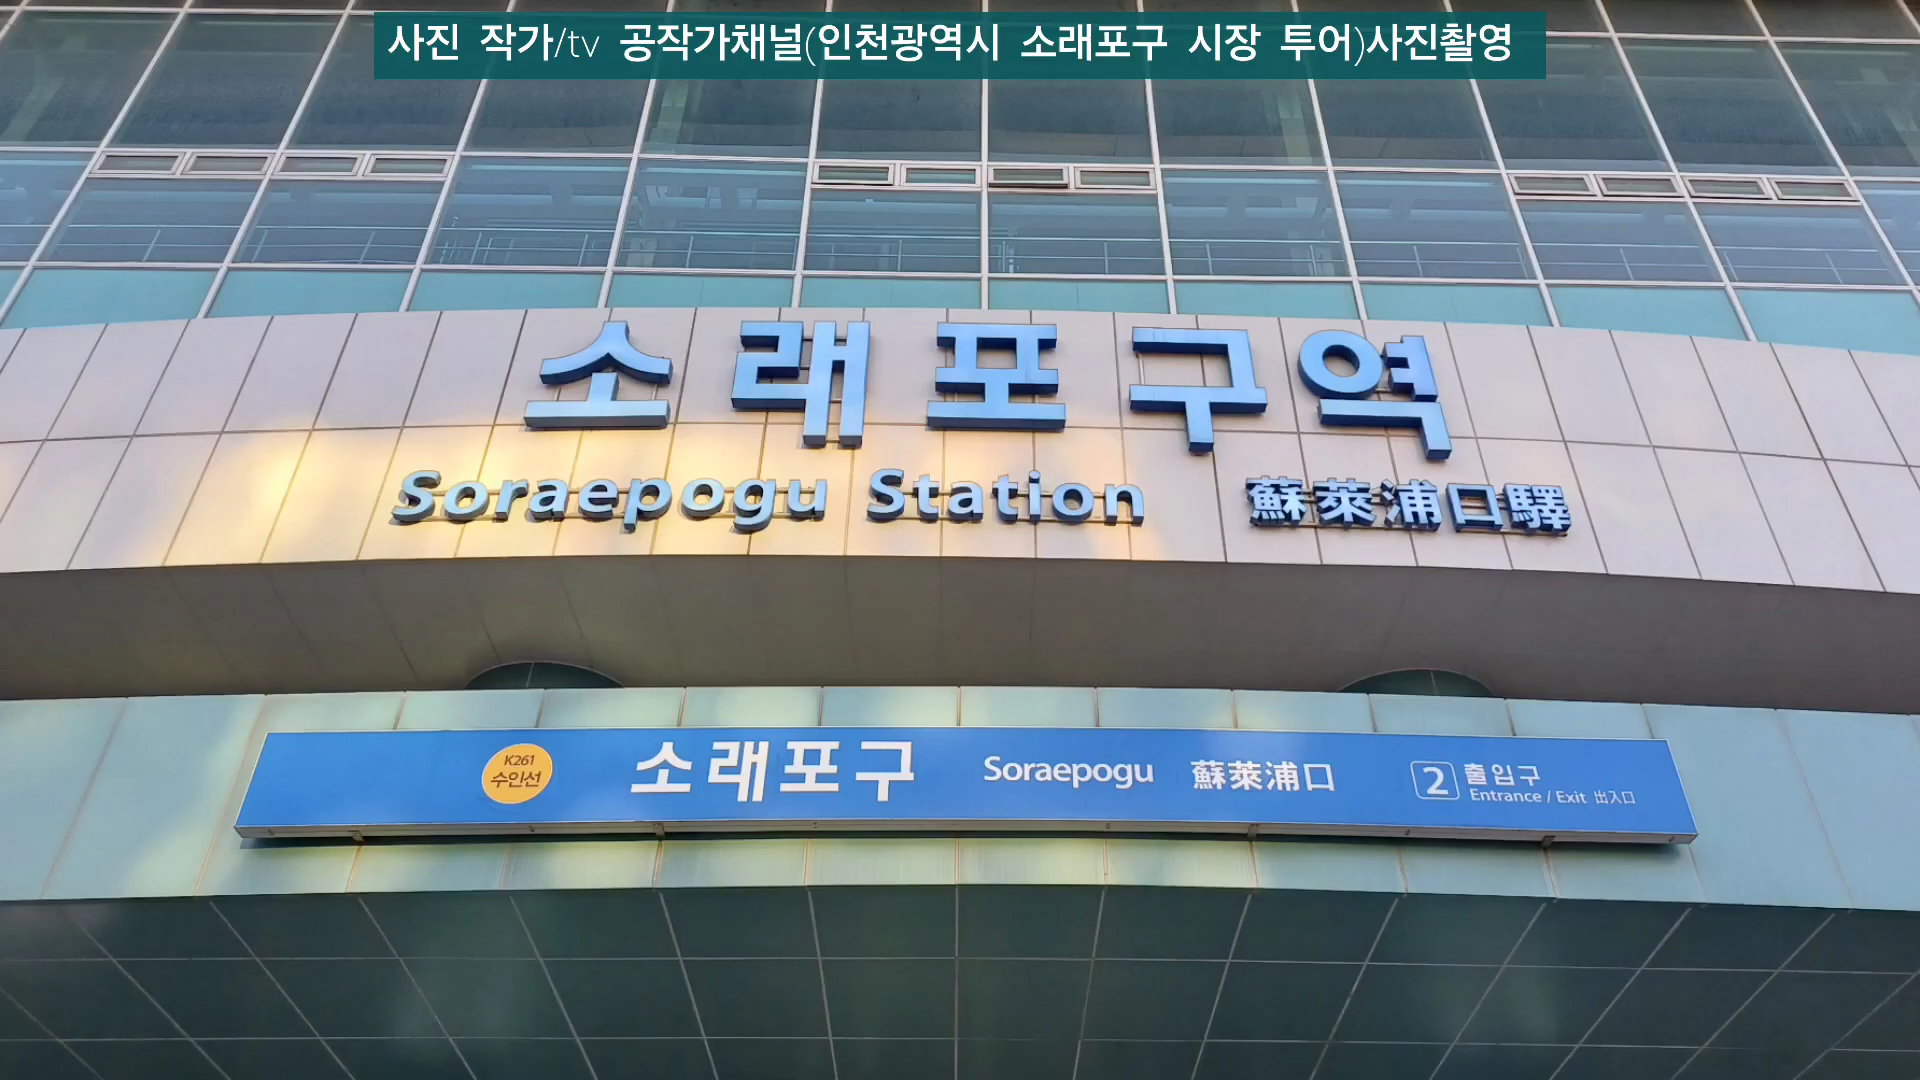 사진 작가/tv 공작가채널(인천광역시 소래포구 시장 투어)사진촬영
소래포구역
Soraepogu Station 蘇萊浦口驛
K261
수인선
소래포구 Soraepogu 蘇萊浦口
2 출입구
Entrance / Exit 出入口